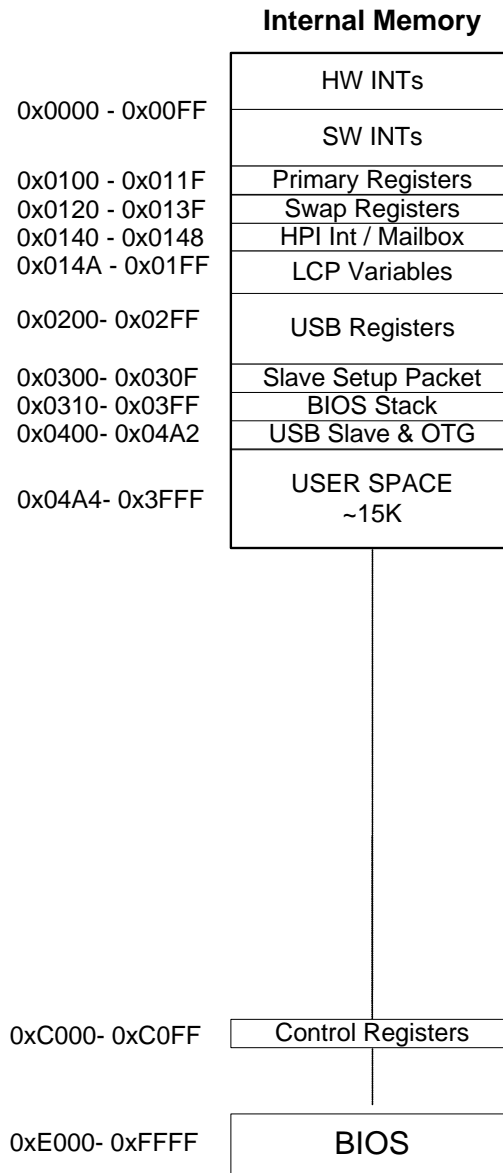 Internal Memory
HW INTs
0x0000 - 0x00FF
SW INTs
0x0100 - 0x011F Primary Registers
0x0120 - 0x013F Swap Registers
0x0140 - 0x0148 HPI Int / Mailbox
0x014A - 0x01FF LCP Variables
0x0200- 0x02FF USB Registers
0x0300- 0x030F Slave Setup Packet
0x0310- 0x03FF BIOS Stack
0x0400- 0x04A2 USB Slave & OTG
0x04A4- 0x3FFF USER SPACE
~15K
0xC000- 0xC0FF Control Registers
0xE000- 0xFFFF BIOS